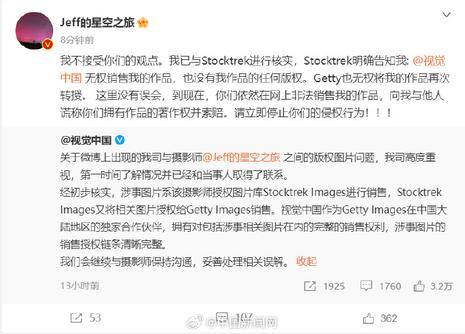 Jeff的星空之旅
8分钟前
我不接受你们的观点。我已与Stocktrek进行核实，Stocktrek明确告知我: @视觉
中国 无权销售我的作品，也没有我作品的任何版权。Getty也无权将我的作品再次
转授。 这里没有误会，到现在，你们依然在网上非法销售我的作品，向我与他人
谎称你们拥有作品的著作权并索赔。请立即停止你们的侵权行为！！！
@视觉中国
关于微博上出现的我司与摄影师@Jeff的星空之旅 之间的版权图片问题，我司高度重
视，第一时间了解情况并已经和当事人取得了联系。
经初步核实，涉事图片系该摄影师授权图片库Stocktrek Images进行销售，Stocktrek
Images又将相关图片授权给Getty Images销售。视觉中国作为Getty Images在中国大
陆地区的独家合作伙伴，拥有对包括涉事相关图片在内的完整的销售权利，涉事图片的
销售授权链条清晰完整。
我们会继续与摄影师保持沟通，妥善处理相关误解。 收起
13小时前 1925 1760 3.2万
53 107 362
@中国新闻网